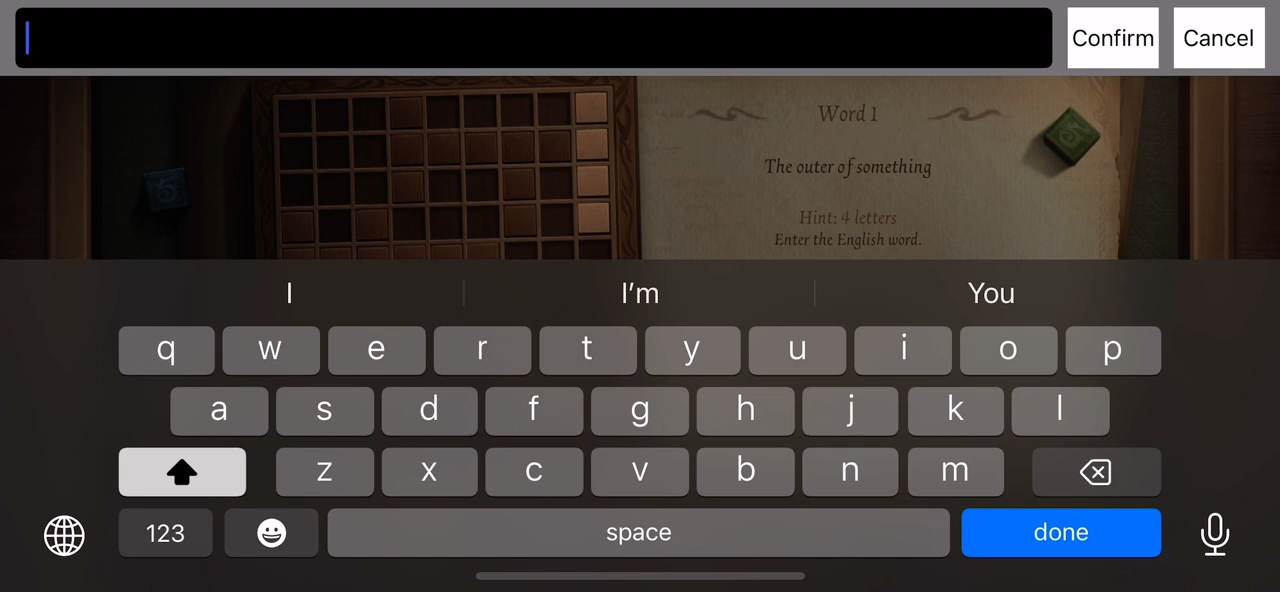 Confirm Cancel
Word 1
The outer of something
Hint: 4 letters
Enter the English word.
I I'm You
q w e r t y u i o p
a s d f g h j k l
z x c v b n m
123 space done